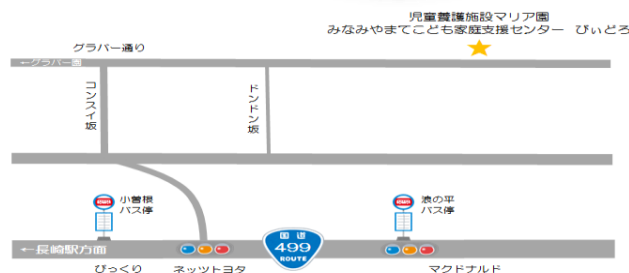 児童養護施設マリア園
みなみやまてこども家庭支援センター びぃどろ
グラバー通り
←グラバー園
コンスイ坂
ドンドン坂
小曽根
バス停
浪の平
バス停
←長崎駅方面
国道
499
ROUTE
びっくり
ネッツトヨタ
マクドナルド